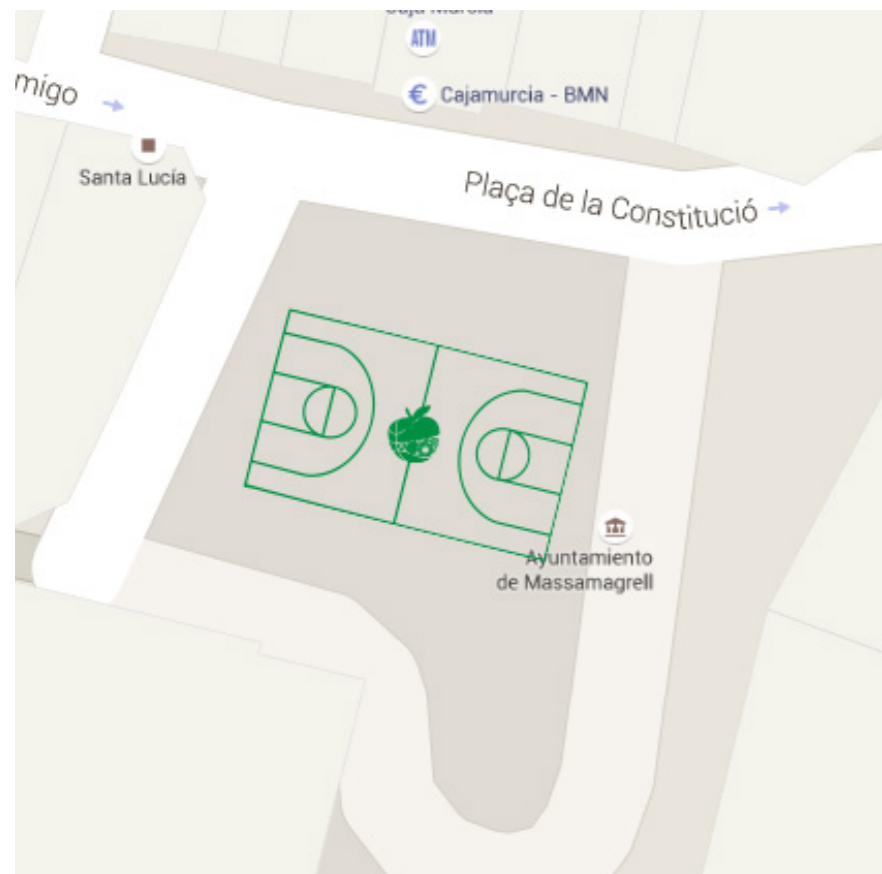 ATM
Cajamurcia - BMN
migo
Santa Lucía
Plaça de la Constitució
Ayuntamiento
de Massamagrell